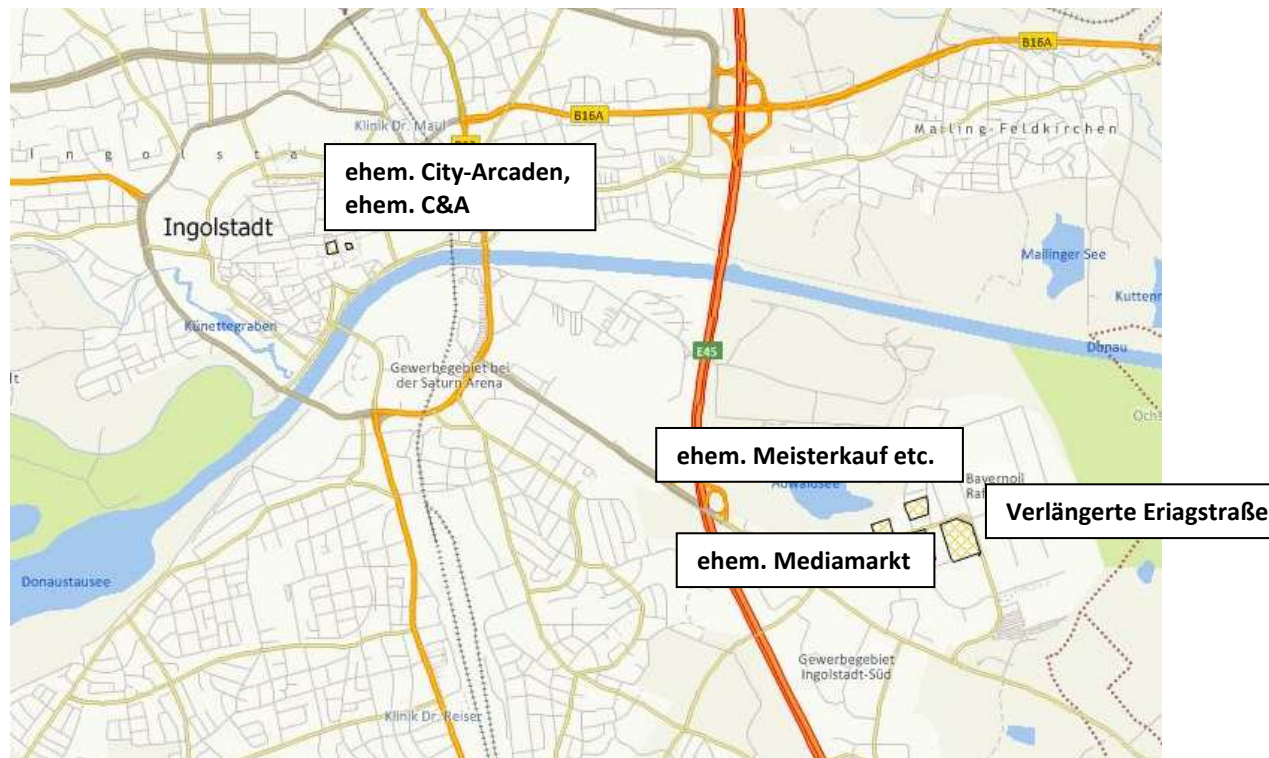 B16A
Klinik Dr. Maul
B16A
Mailing-Feldkirchen
Ingolsta
ehem. City-Arcaden,
ehem. C&A
Ingolstadt
Mailinger See
Künettegraben
Donau
E45
Gewerbegebiet bei
der Saturn Arena
ehem. Meisterkauf etc.
Auwaldsee
Bayernoil
Verlängerte Eriagstraße
ehem. Mediamarkt
Donaustausee
Gewerbegebiet
Ingolstadt-Süd
Klinik Dr. Reiser